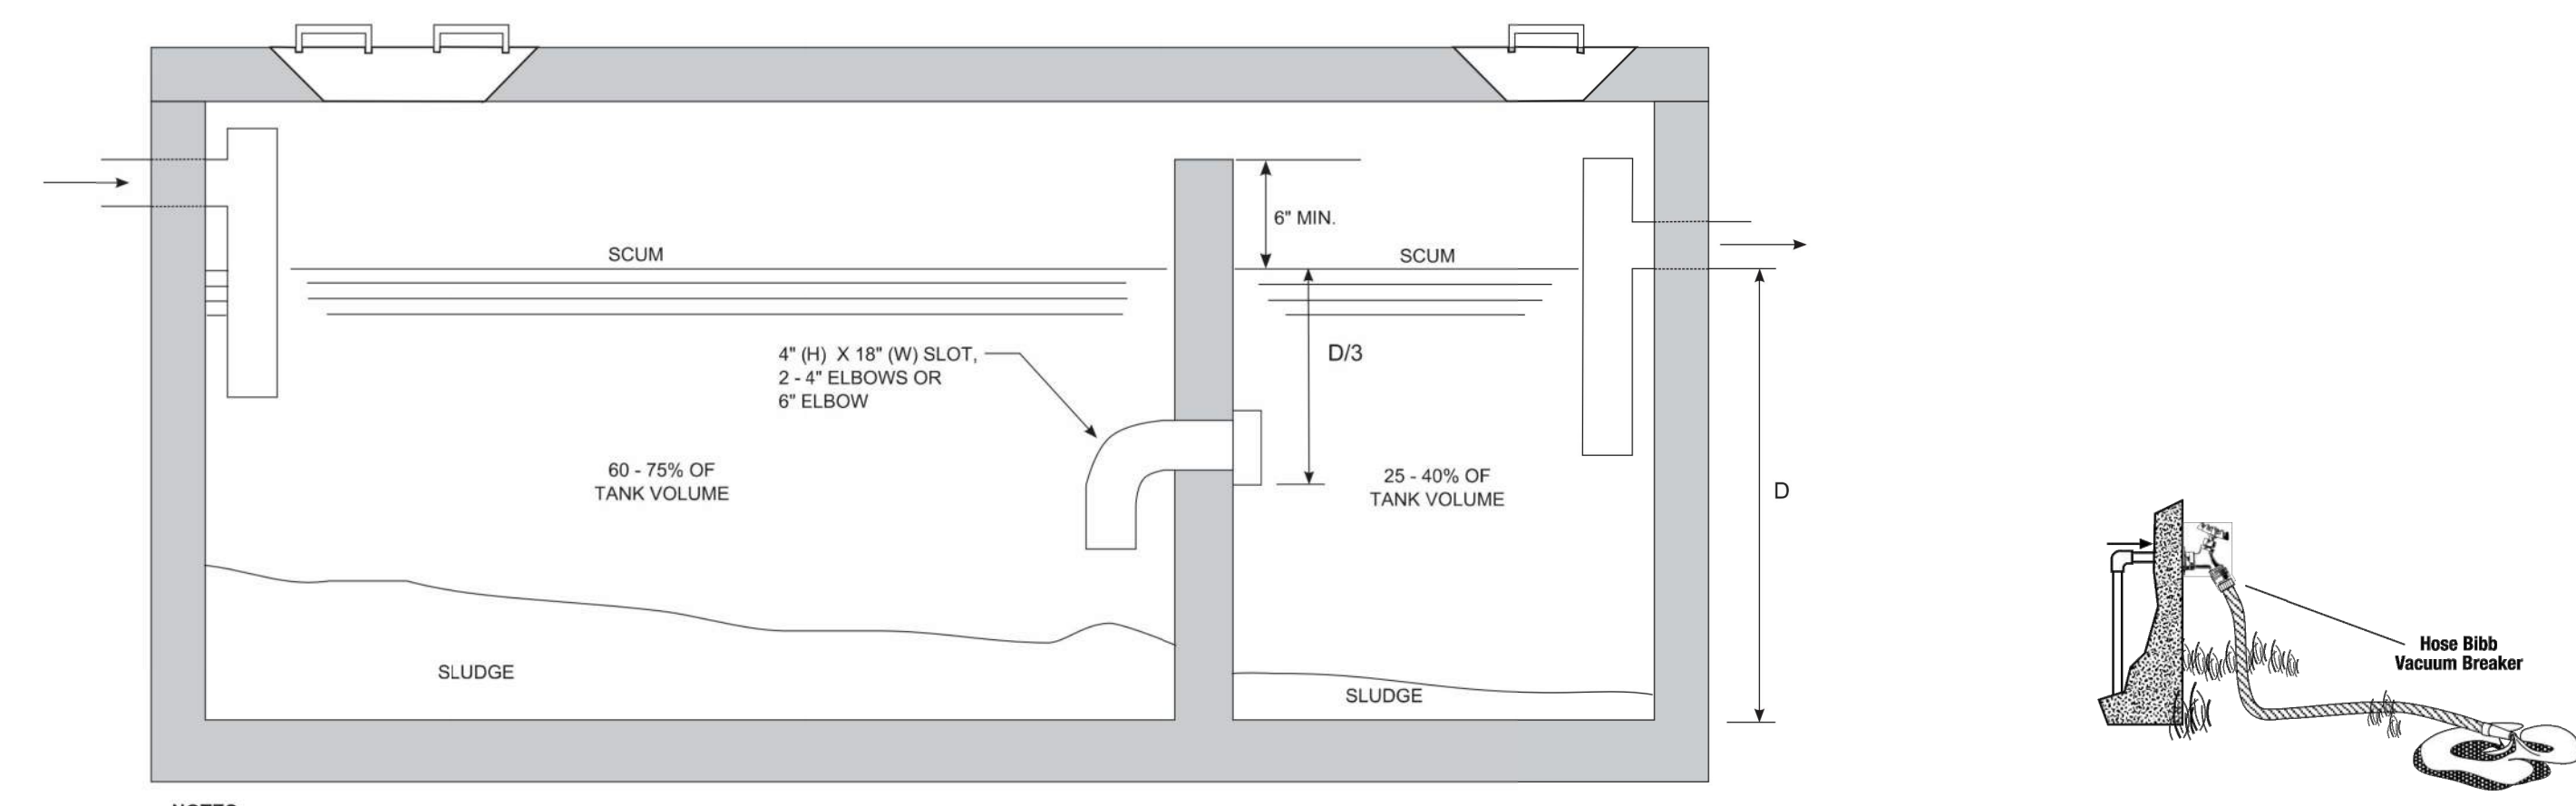 6" MIN.
SCUM
SCUM
4" (H) X 18" (W) SLOT,
2 - 4" ELBOWS OR
6" ELBOW
D/3
60 - 75% OF
TANK VOLUME
25 - 40% OF
TANK VOLUME
D
SLUDGE
SLUDGE
Hose Bibb
Vacuum Breaker